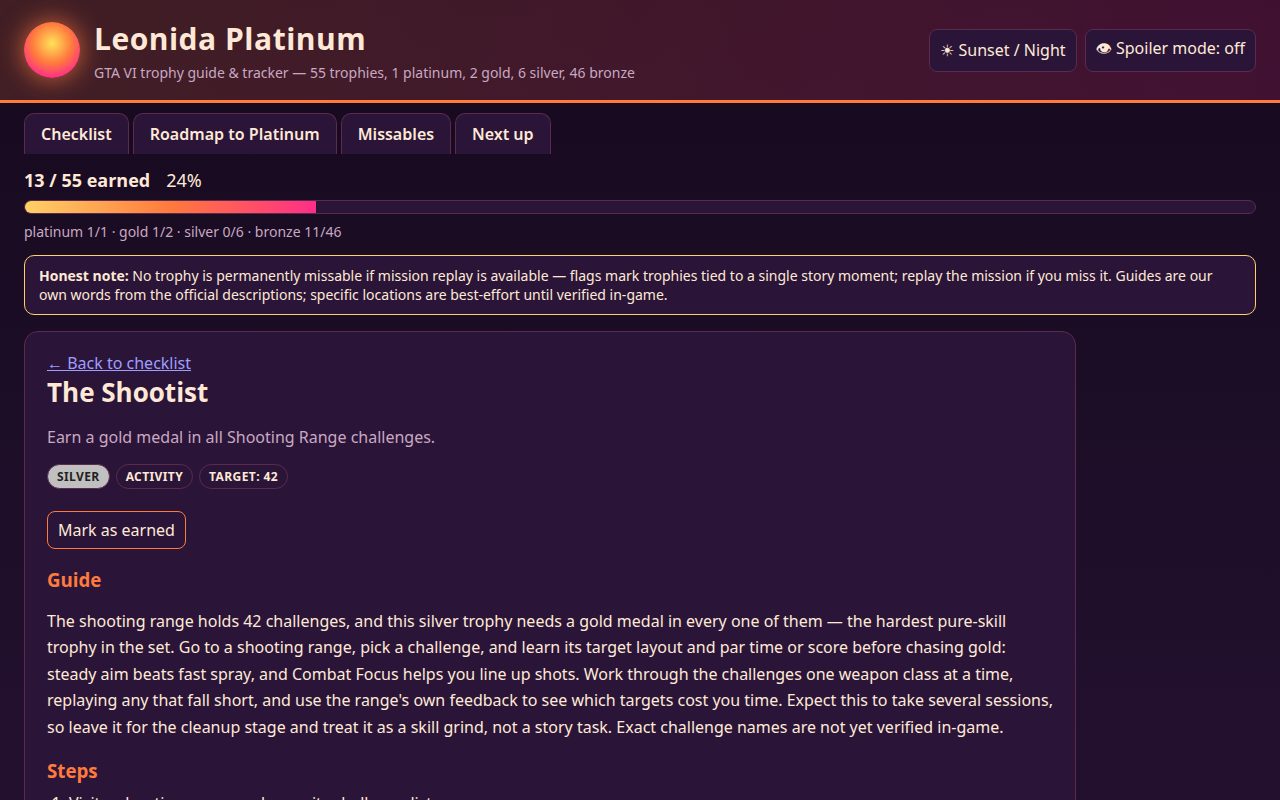 Leonida Platinum
GTA VI trophy guide & tracker — 55 trophies, 1 platinum, 2 gold, 6 silver, 46 bronze
☀ Sunset / Night
👁 Spoiler mode: off
Checklist
Roadmap to Platinum
Missables
Next up
13 / 55 earned 24%
platinum 1/1 · gold 1/2 · silver 0/6 · bronze 11/46
Honest note: No trophy is permanently missable if mission replay is available — flags mark trophies tied to a single story moment; replay the mission if you miss it. Guides are our
own words from the official descriptions; specific locations are best-effort until verified in-game.
← Back to checklist
The Shootist
Earn a gold medal in all Shooting Range challenges.
SILVER
ACTIVITY
TARGET: 42
Mark as earned
Guide
The shooting range holds 42 challenges, and this silver trophy needs a gold medal in every one of them — the hardest pure-skill
trophy in the set. Go to a shooting range, pick a challenge, and learn its target layout and par time or score before chasing gold:
steady aim beats fast spray, and Combat Focus helps you line up shots. Work through the challenges one weapon class at a time,
replaying any that fall short, and use the range's own feedback to see which targets cost you time. Expect this to take several sessions,
so leave it for the cleanup stage and treat it as a skill grind, not a story task. Exact challenge names are not yet verified in-game.
Steps